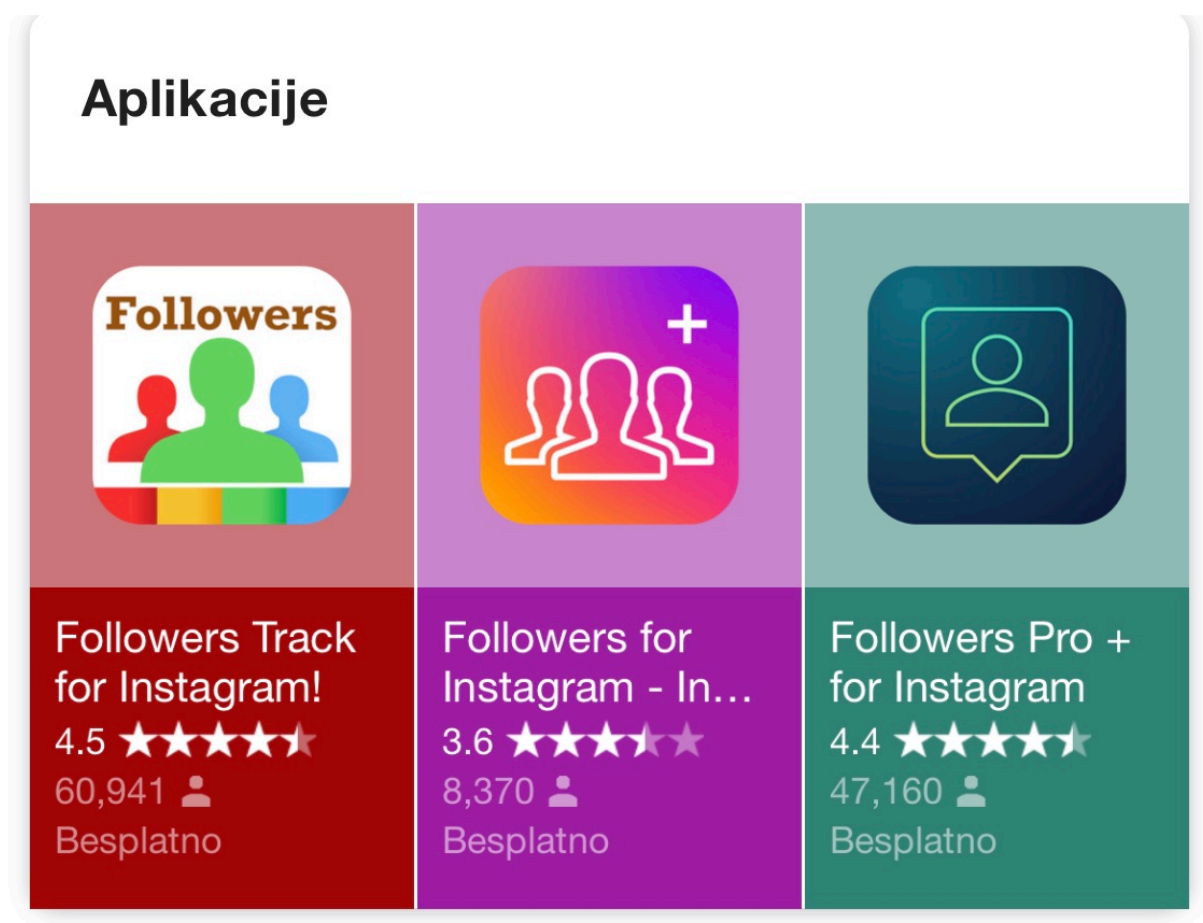 Aplikacije
Followers
Followers Track
for Instagram!
4.5
60,941
Besplatno
Followers for
Instagram - In...
3.6
8,370
Besplatno
Followers Pro +
for Instagram
4.4
47,160
Besplatno